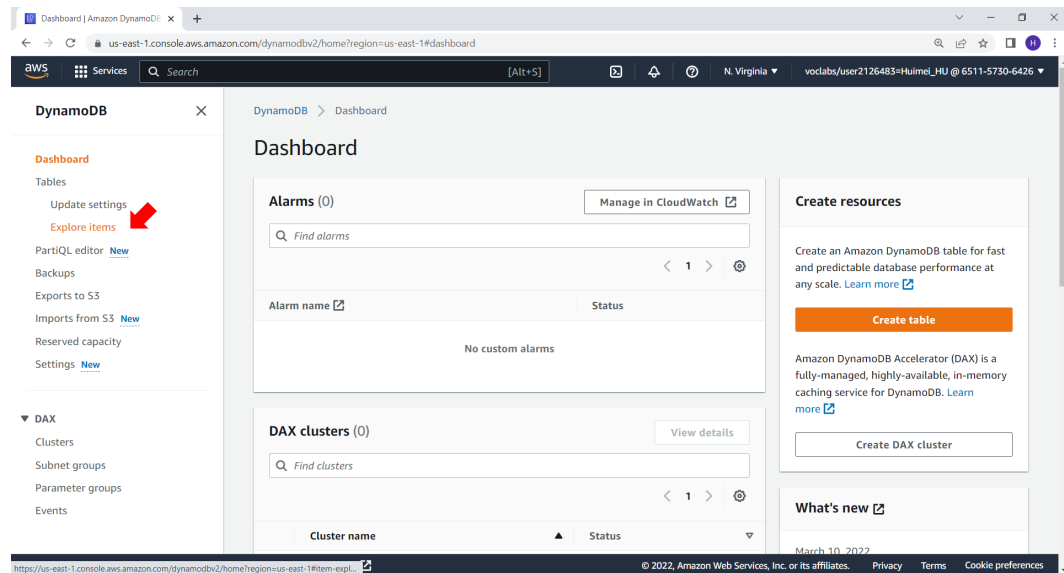 Dashboard | Amazon DynamoDB
us-east-1.console.aws.amazon.com/dynamodbv2/home?region=us-east-1#dashboard
H
aws
Services
Search
[Alt+S]
N. Virginia
voclabs/user2126483=Huimei_HU @ 6511-5730-6426
DynamoDB
Dashboard
Tables
Update settings
Explore items
PartiQL editor New
Backups
Exports to S3
Imports from S3 New
Reserved capacity
Settings New
DAX
Clusters
Subnet groups
Parameter groups
Events
DynamoDB > Dashboard
Dashboard
Alarms (0)
Manage in CloudWatch
Find alarms
1
Alarm name
Status
No custom alarms
DAX clusters (0)
View details
Find clusters
1
Cluster name
Status
Create resources
Create an Amazon DynamoDB table for fast
and predictable database performance at
any scale. Learn more
Create table
Amazon DynamoDB Accelerator (DAX) is a
fully-managed, highly-available, in-memory
caching service for DynamoDB. Learn
more
Create DAX cluster
What's new
March 10, 2022
https://us-east-1.console.aws.amazon.com/dynamodbv2/home?region=us-east-1#item-expl...
© 2022, Amazon Web Services, Inc. or its affiliates.
Privacy
Terms
Cookie preferences